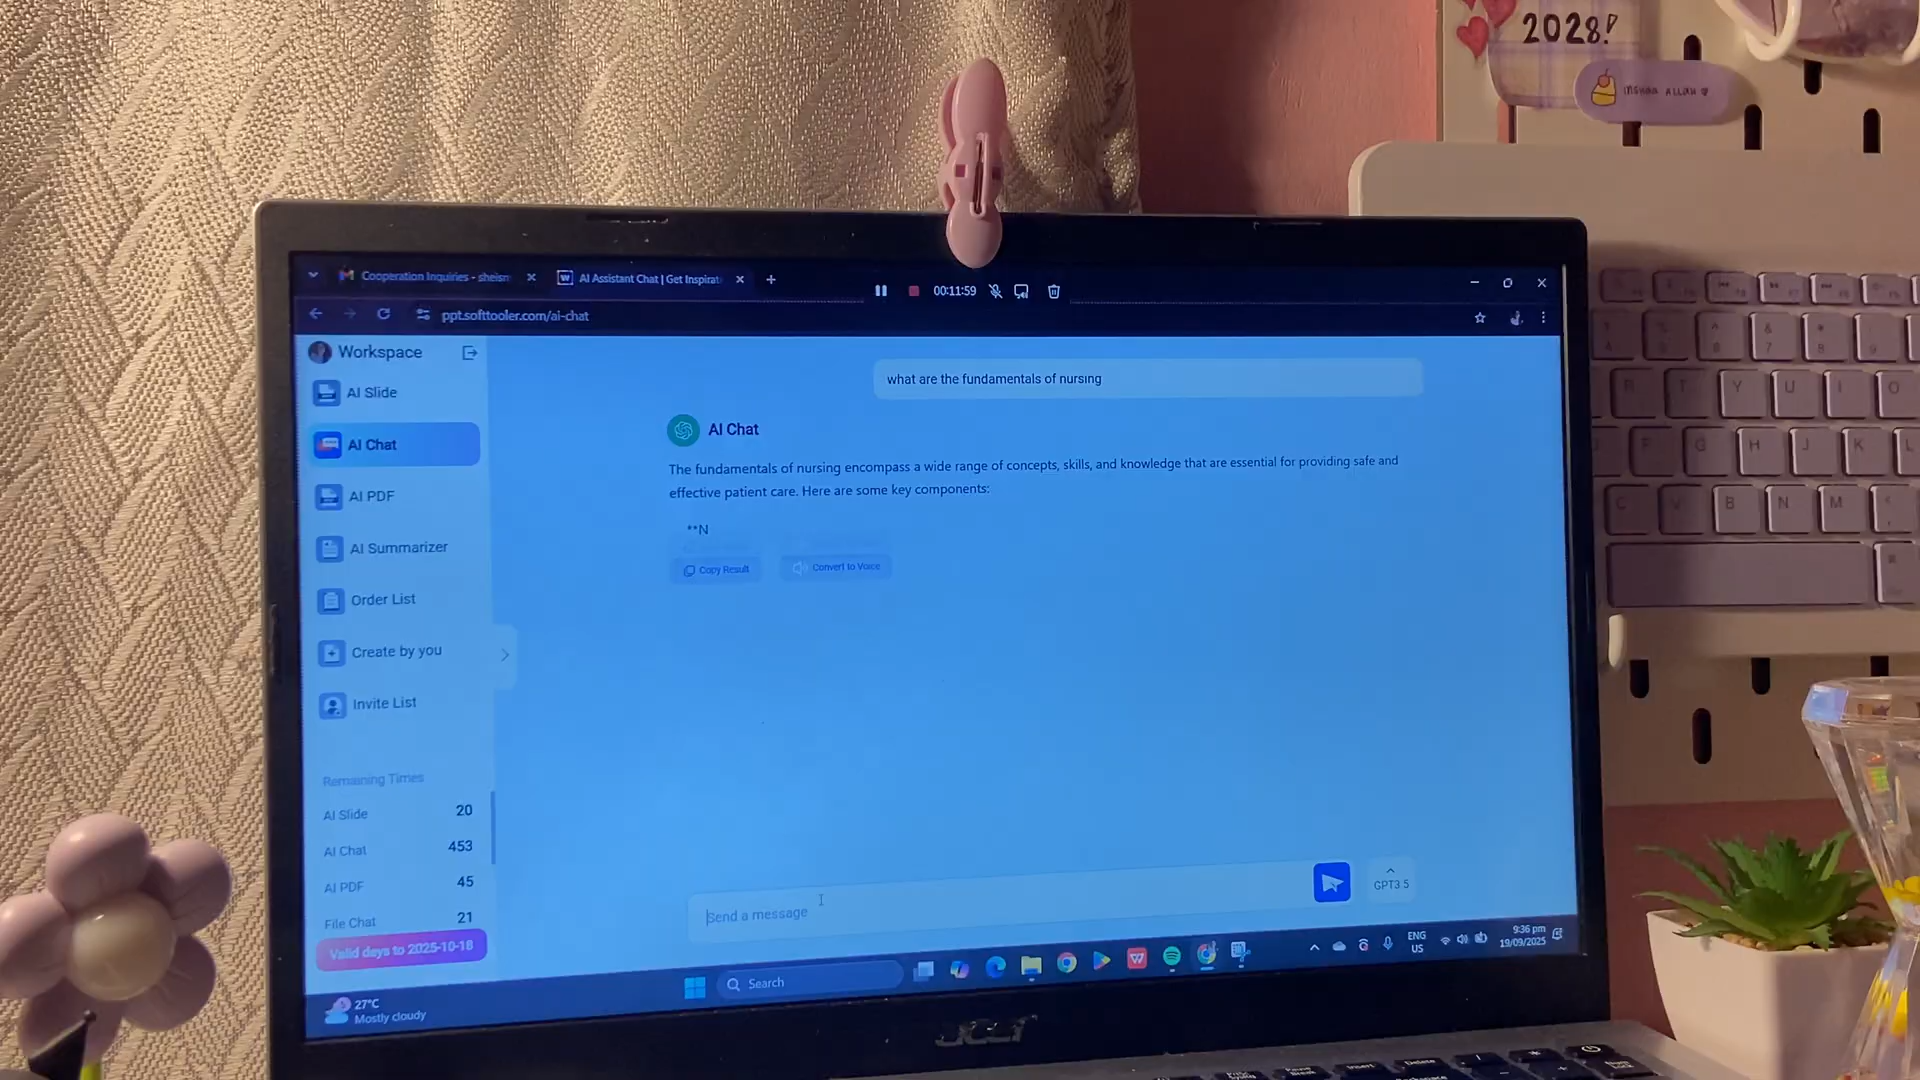 2028!
INSHAA ALLAH
Cooperation Inquiries - sheism
AI Assistant Chat | Get Inspirat
00:11:59
ppt.softtooler.com/ai-chat
Workspace
AI Slide
AI Chat
AI PDF
AI Summarizer
Order List
Create by you
Invite List
Remaining Times
AI Slide 20
AI Chat 453
AI PDF 45
File Chat 21
Valid days to 2025-10-18
what are the fundamentals of nursing
AI Chat
The fundamentals of nursing encompass a wide range of concepts, skills, and knowledge that are essential for providing safe and
effective patient care. Here are some key components:
**N
Copy Result
Convert to Voice
Send a message
GPT3 5
27°C
Mostly cloudy
Search
ENG
US
9:36 pm
19/09/2025
acer
R T Y U I O
G H J K L
C V B N M